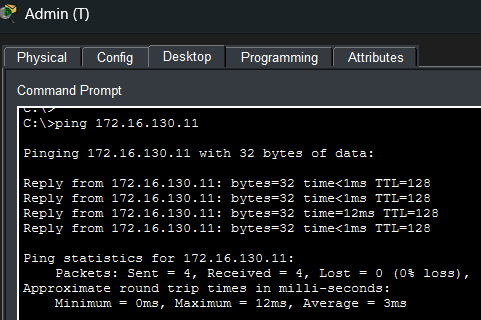 Admin (T)
Physical Config Desktop Programming Attributes
Command Prompt
C:\>
C:\>ping 172.16.130.11
Pinging 172.16.130.11 with 32 bytes of data:
Reply from 172.16.130.11: bytes=32 time<1ms TTL=128
Reply from 172.16.130.11: bytes=32 time<1ms TTL=128
Reply from 172.16.130.11: bytes=32 time=12ms TTL=128
Reply from 172.16.130.11: bytes=32 time<1ms TTL=128
Ping statistics for 172.16.130.11:
Packets: Sent = 4, Received = 4, Lost = 0 (0% loss),
Approximate round trip times in milli-seconds:
Minimum = 0ms, Maximum = 12ms, Average = 3ms